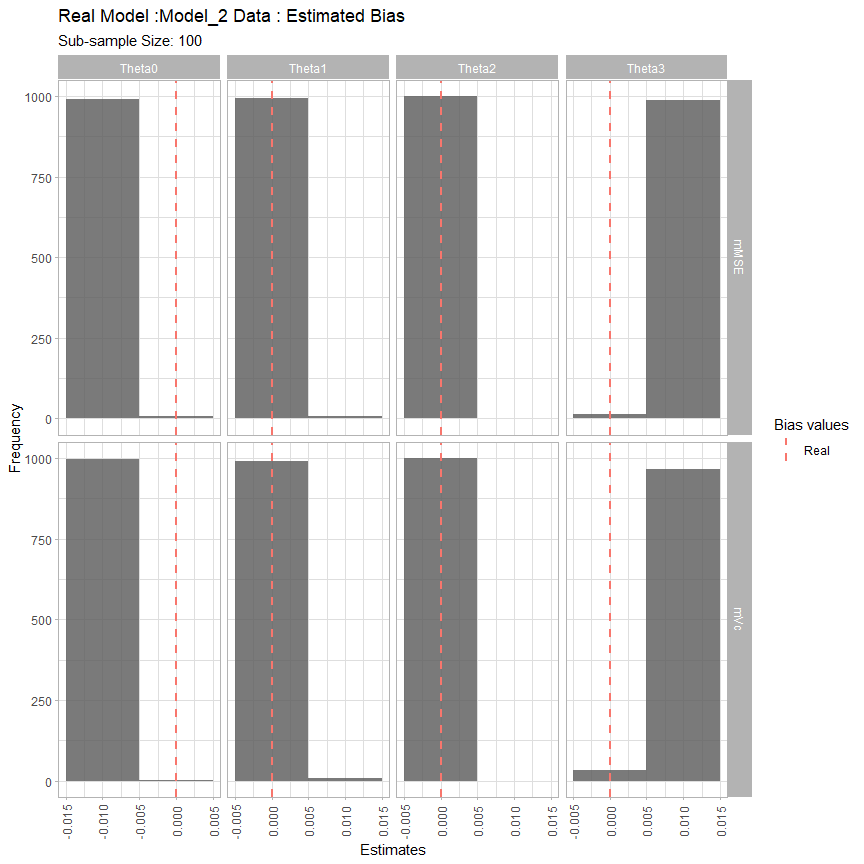 Real Model :Model_2 Data : Estimated Bias
Sub-sample Size: 100
Theta0 Theta1 Theta2 Theta3
1000
750
500
250
0
mMSE
1000
750
500
250
0
mVc
-0.015 -0.010 -0.005 0.000 0.005 -0.005 0.000 0.005 0.010 0.015 -0.005 0.000 0.005 0.010 0.015 -0.005 0.000 0.005 0.010 0.015
Frequency
Estimates
Bias values
Real